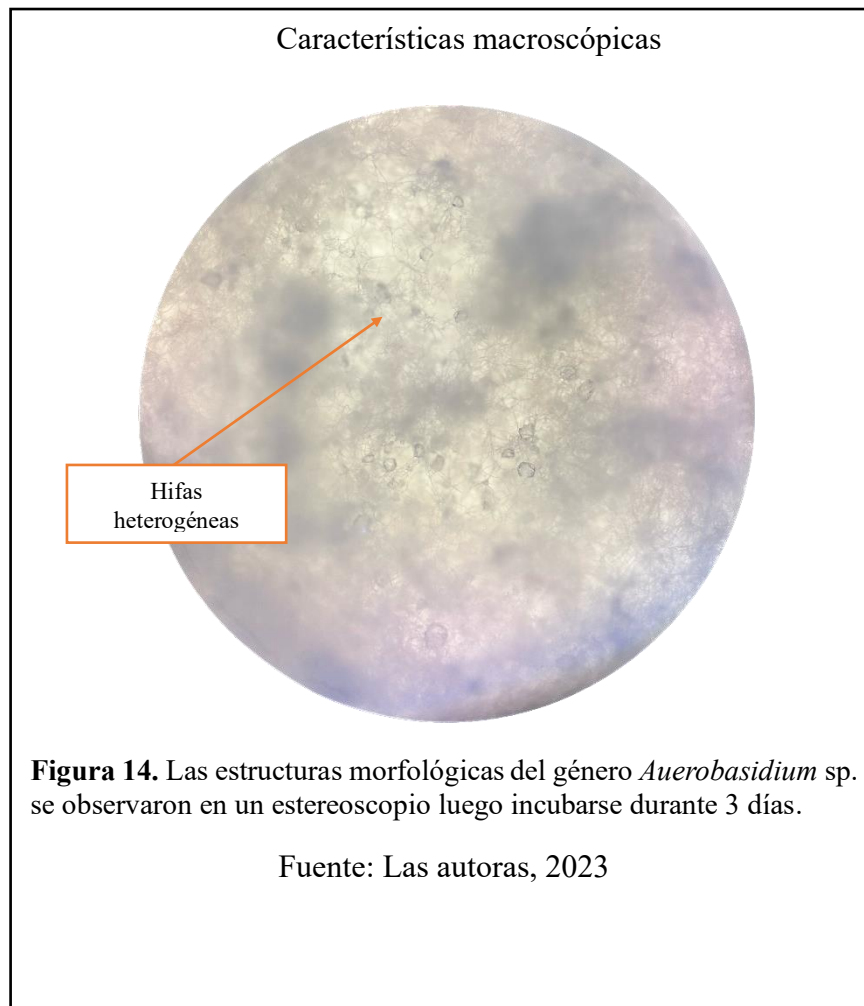 Características macroscópicas
Hifas
heterogéneas
Figura 14. Las estructuras morfológicas del género Auerobasidium sp.
se observaron en un estereoscopio luego incubarse durante 3 días.
Fuente: Las autoras, 2023